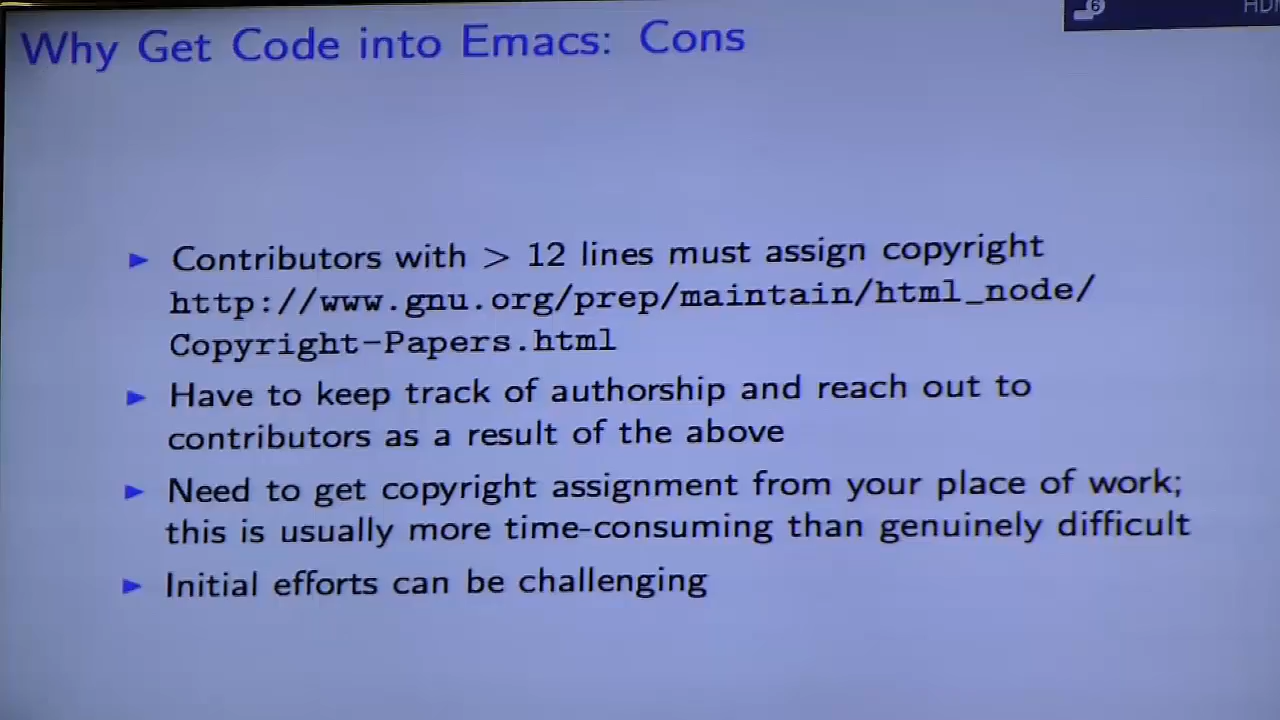 Why Get Code into Emacs: Cons
6
► Contributors with > 12 lines must assign copyright
http://www.gnu.org/prep/maintain/html_node/
Copyright-Papers.html
► Have to keep track of authorship and reach out to
contributors as a result of the above
► Need to get copyright assignment from your place of work;
this is usually more time-consuming than genuinely difficult
► Initial efforts can be challenging